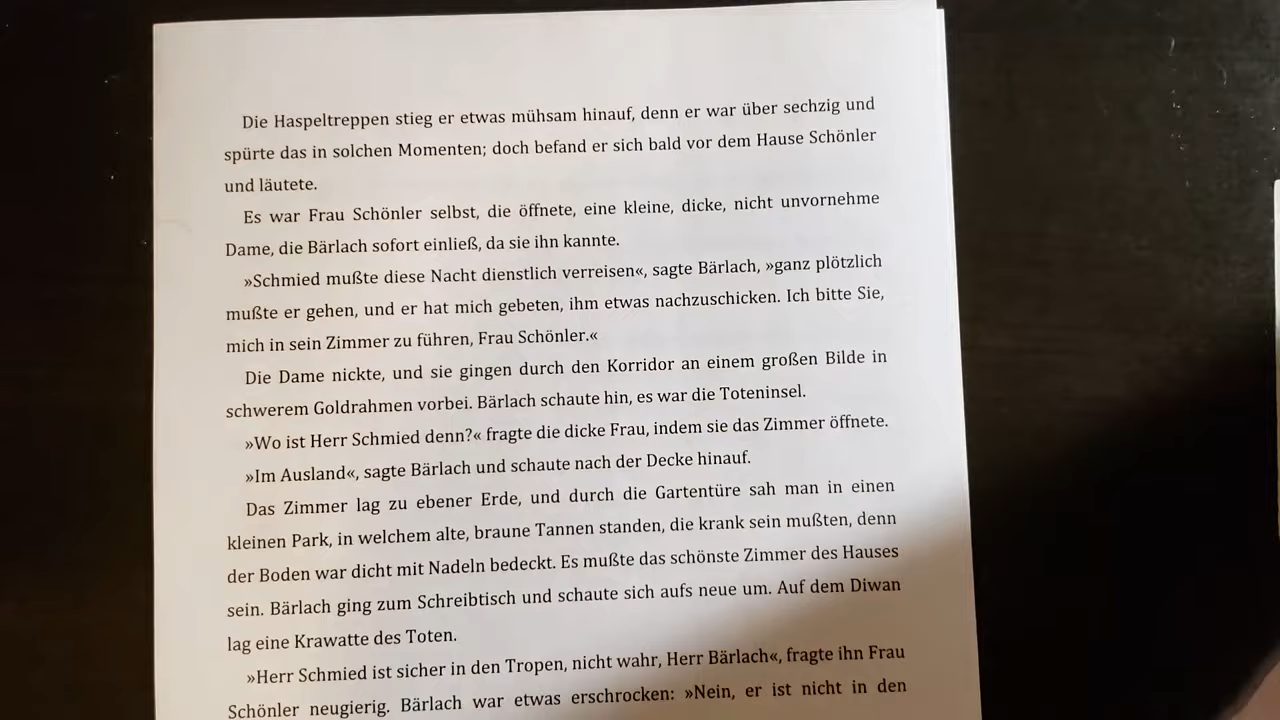 Die Haspeltreppen stieg er etwas mühsam hinauf, denn er war über sechzig und
spürte das in solchen Momenten; doch befand er sich bald vor dem Hause Schönler
und läutete.
Es war Frau Schönler selbst, die öffnete, eine kleine, dicke, nicht unvornehme
Dame, die Bärlach sofort einließ, da sie ihn kannte.
»Schmied mußte diese Nacht dienstlich verreisen«, sagte Bärlach, »ganz plötzlich
mußte er gehen, und er hat mich gebeten, ihm etwas nachzuschicken. Ich bitte Sie,
mich in sein Zimmer zu führen, Frau Schönler.«
Die Dame nickte, und sie gingen durch den Korridor an einem großen Bilde in
schwerem Goldrahmen vorbei. Bärlach schaute hin, es war die Toteninsel.
»Wo ist Herr Schmied denn?« fragte die dicke Frau, indem sie das Zimmer öffnete.
»Im Ausland«, sagte Bärlach und schaute nach der Decke hinauf.
Das Zimmer lag zu ebener Erde, und durch die Gartentüre sah man in einen
kleinen Park, in welchem alte, braune Tannen standen, die krank sein mußten, denn
der Boden war dicht mit Nadeln bedeckt. Es mußte das schönste Zimmer des Hauses
sein. Bärlach ging zum Schreibtisch und schaute sich aufs neue um. Auf dem Diwan
lag eine Krawatte des Toten.
»Herr Schmied ist sicher in den Tropen, nicht wahr, Herr Bärlach«, fragte ihn Frau
Schönler neugierig. Bärlach war etwas erschrocken: »Nein, er ist nicht in den